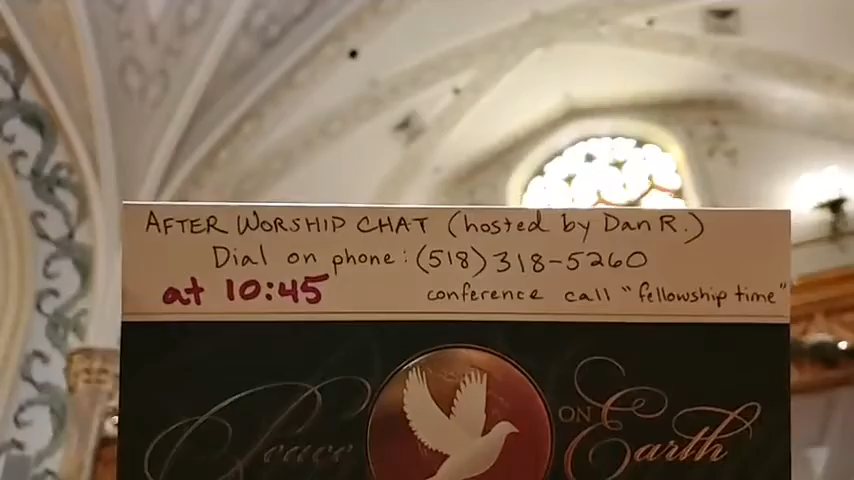 AFTER WORSHIP CHAT (hosted by Dan R.)
Dial on phone: (518) 318-5260
at 10:45 conference call "fellowship time"
Peace ON Earth